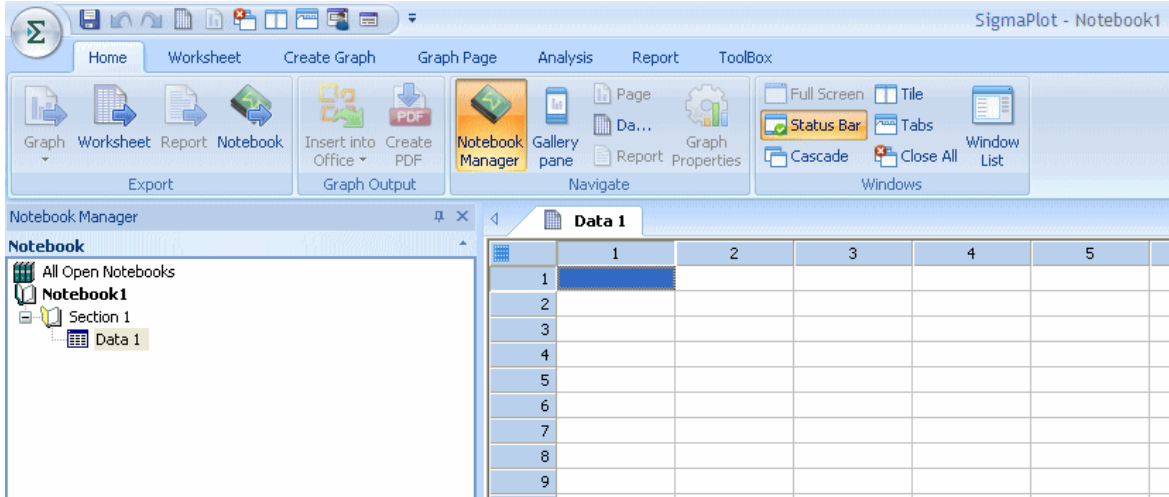 Σ
SigmaPlot - Notebook1
Home Worksheet Create Graph Graph Page Analysis Report ToolBox
Graph Worksheet Report Notebook
Export
Insert into Office
Create PDF
PDF
Graph Output
Notebook Manager
Gallery pane
Page
Da...
Report
Graph Properties
Navigate
Full Screen
Status Bar
Cascade
Tile
Tabs
Close All
Window List
Windows
Notebook Manager
Notebook
All Open Notebooks
Notebook1
Section 1
Data 1
Data 1
1 2 3 4 5
1
2
3
4
5
6
7
8
9